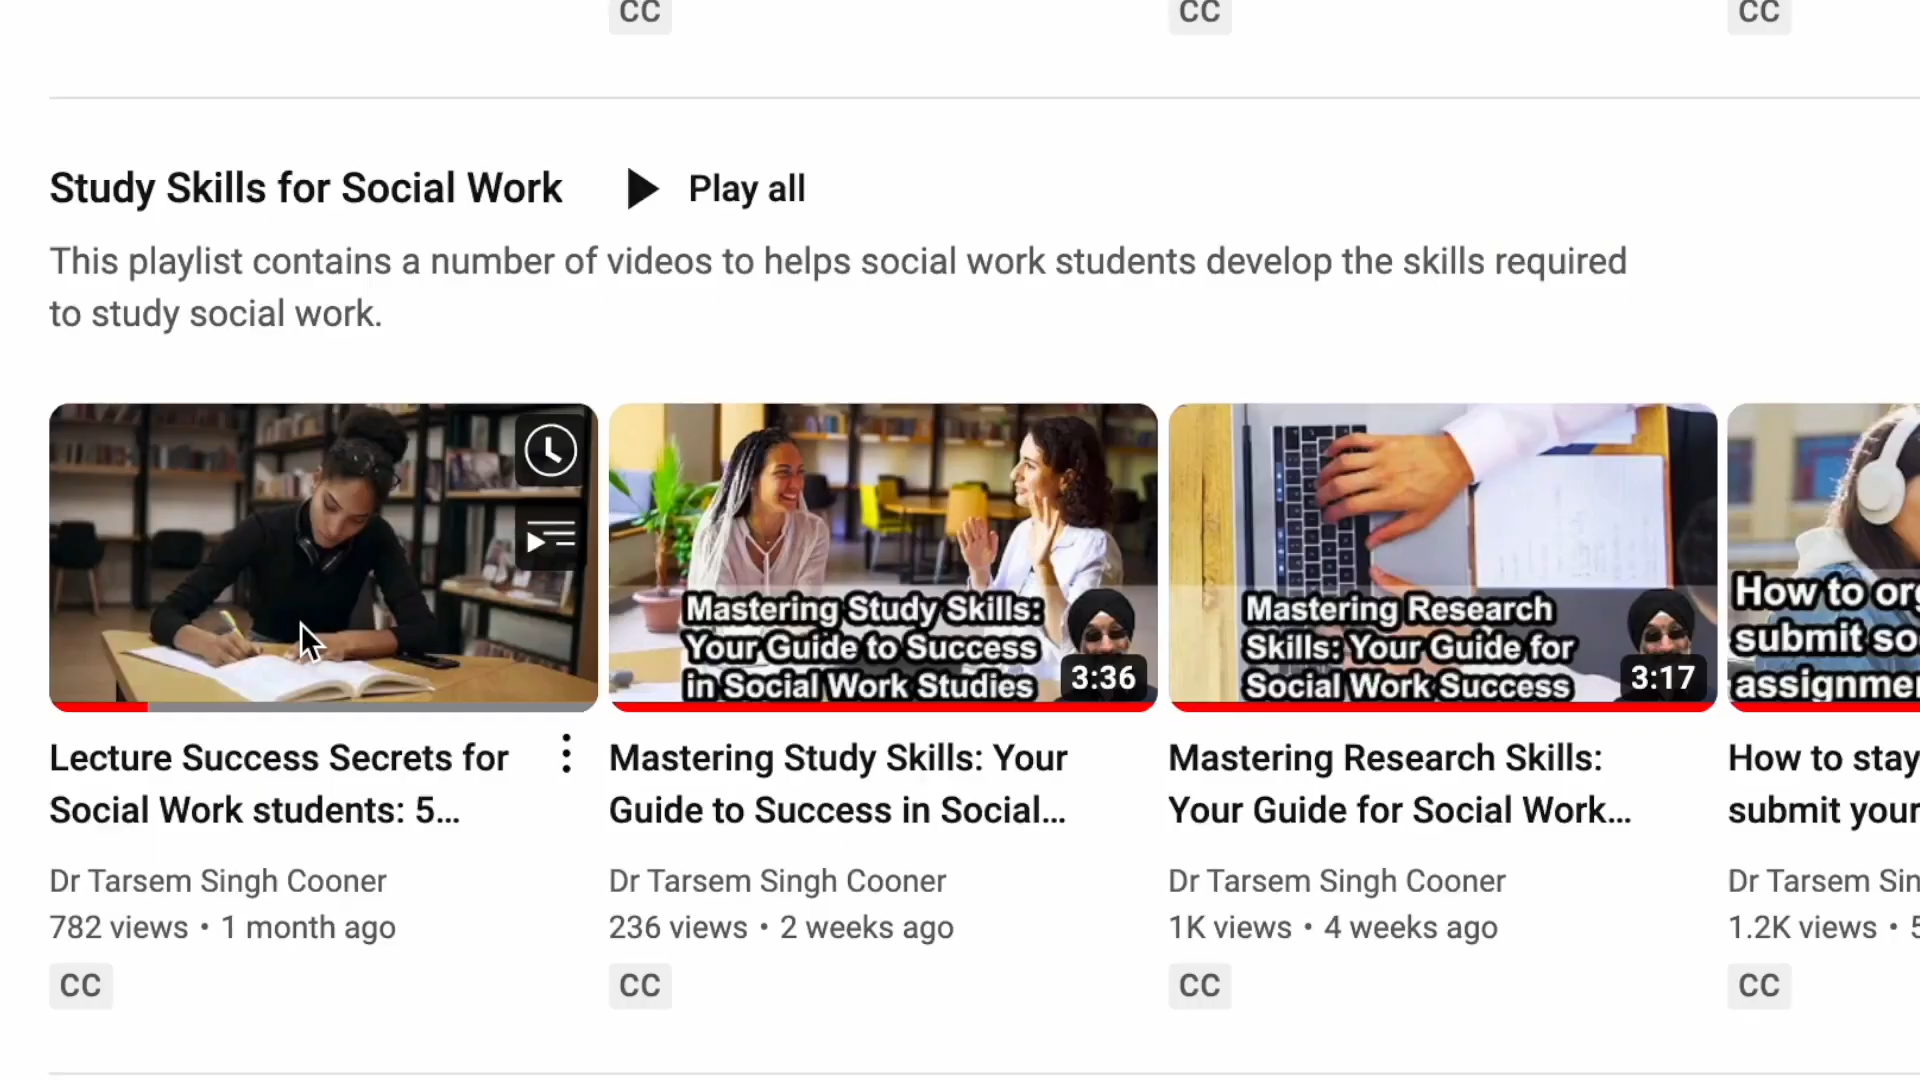 CC CC CC
Study Skills for Social Work Play all
This playlist contains a number of videos to helps social work students develop the skills required
to study social work.
Mastering Study Skills:
Your Guide to Success
in Social Work Studies
3:36
Mastering Research
Skills: Your Guide for
Social Work Success
3:17
How to or
submit so
assignme
Lecture Success Secrets for
Social Work students: 5...
Dr Tarsem Singh Cooner
782 views • 1 month ago
CC
Mastering Study Skills: Your
Guide to Success in Social...
Dr Tarsem Singh Cooner
236 views • 2 weeks ago
CC
Mastering Research Skills:
Your Guide for Social Work...
Dr Tarsem Singh Cooner
1K views • 4 weeks ago
CC
How to stay
submit your
Dr Tarsem Sin
1.2K views • 5
CC